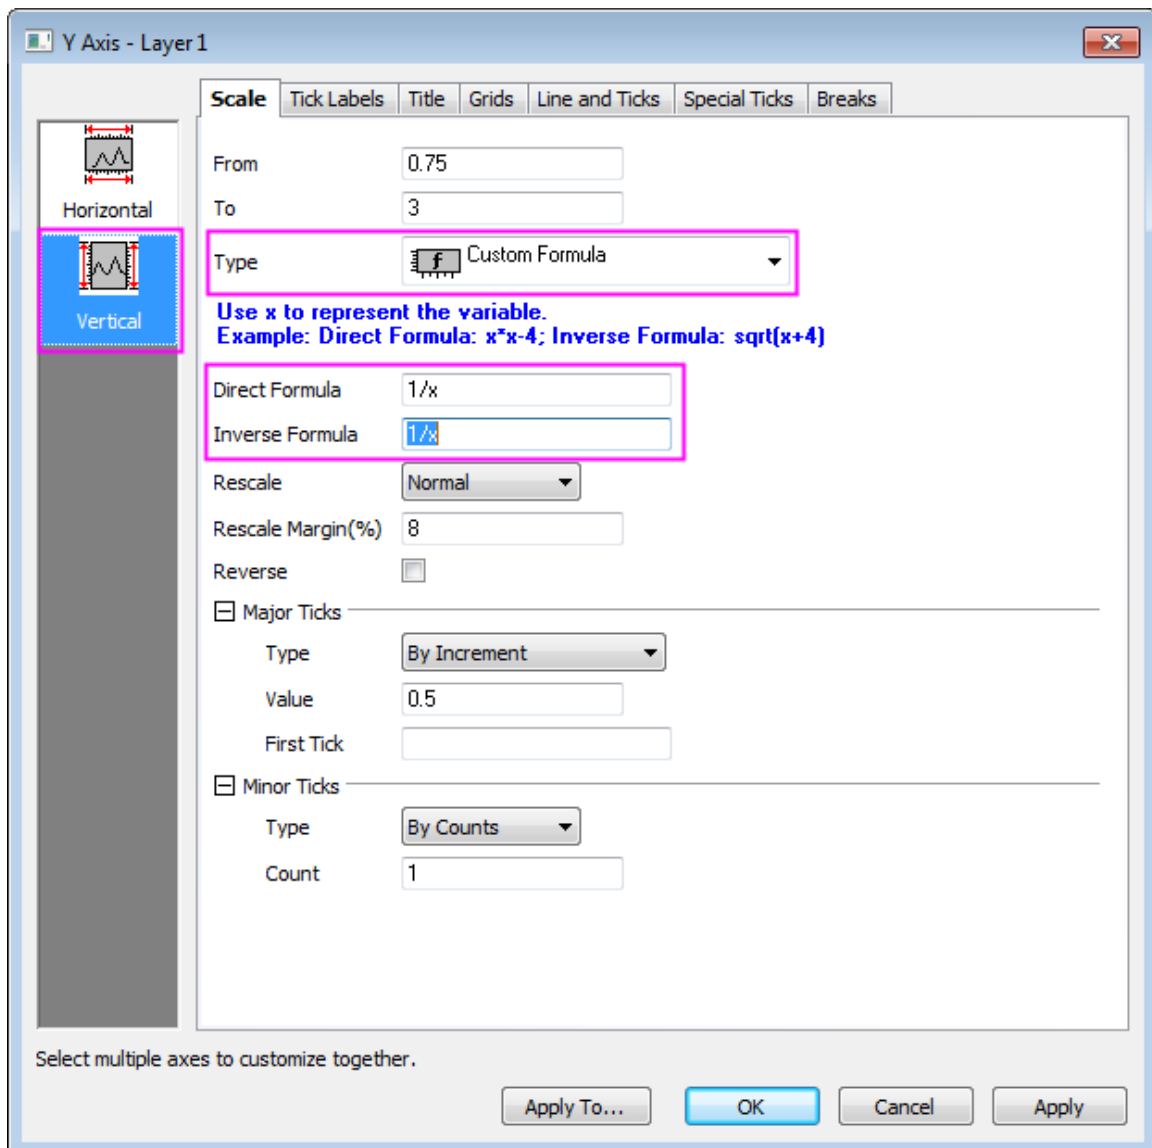 Y Axis - Layer 1
Scale Tick Labels Title Grids Line and Ticks Special Ticks Breaks
Horizontal
Vertical
From 0.75
To 3
Type f Custom Formula
Use x to represent the variable.
Example: Direct Formula: x*x-4; Inverse Formula: sqrt(x+4)
Direct Formula 1/x
Inverse Formula 1/x
Rescale Normal
Rescale Margin(%) 8
Reverse
Major Ticks
Type By Increment
Value 0.5
First Tick
Minor Ticks
Type By Counts
Count 1
Select multiple axes to customize together.
Apply To... OK Cancel Apply